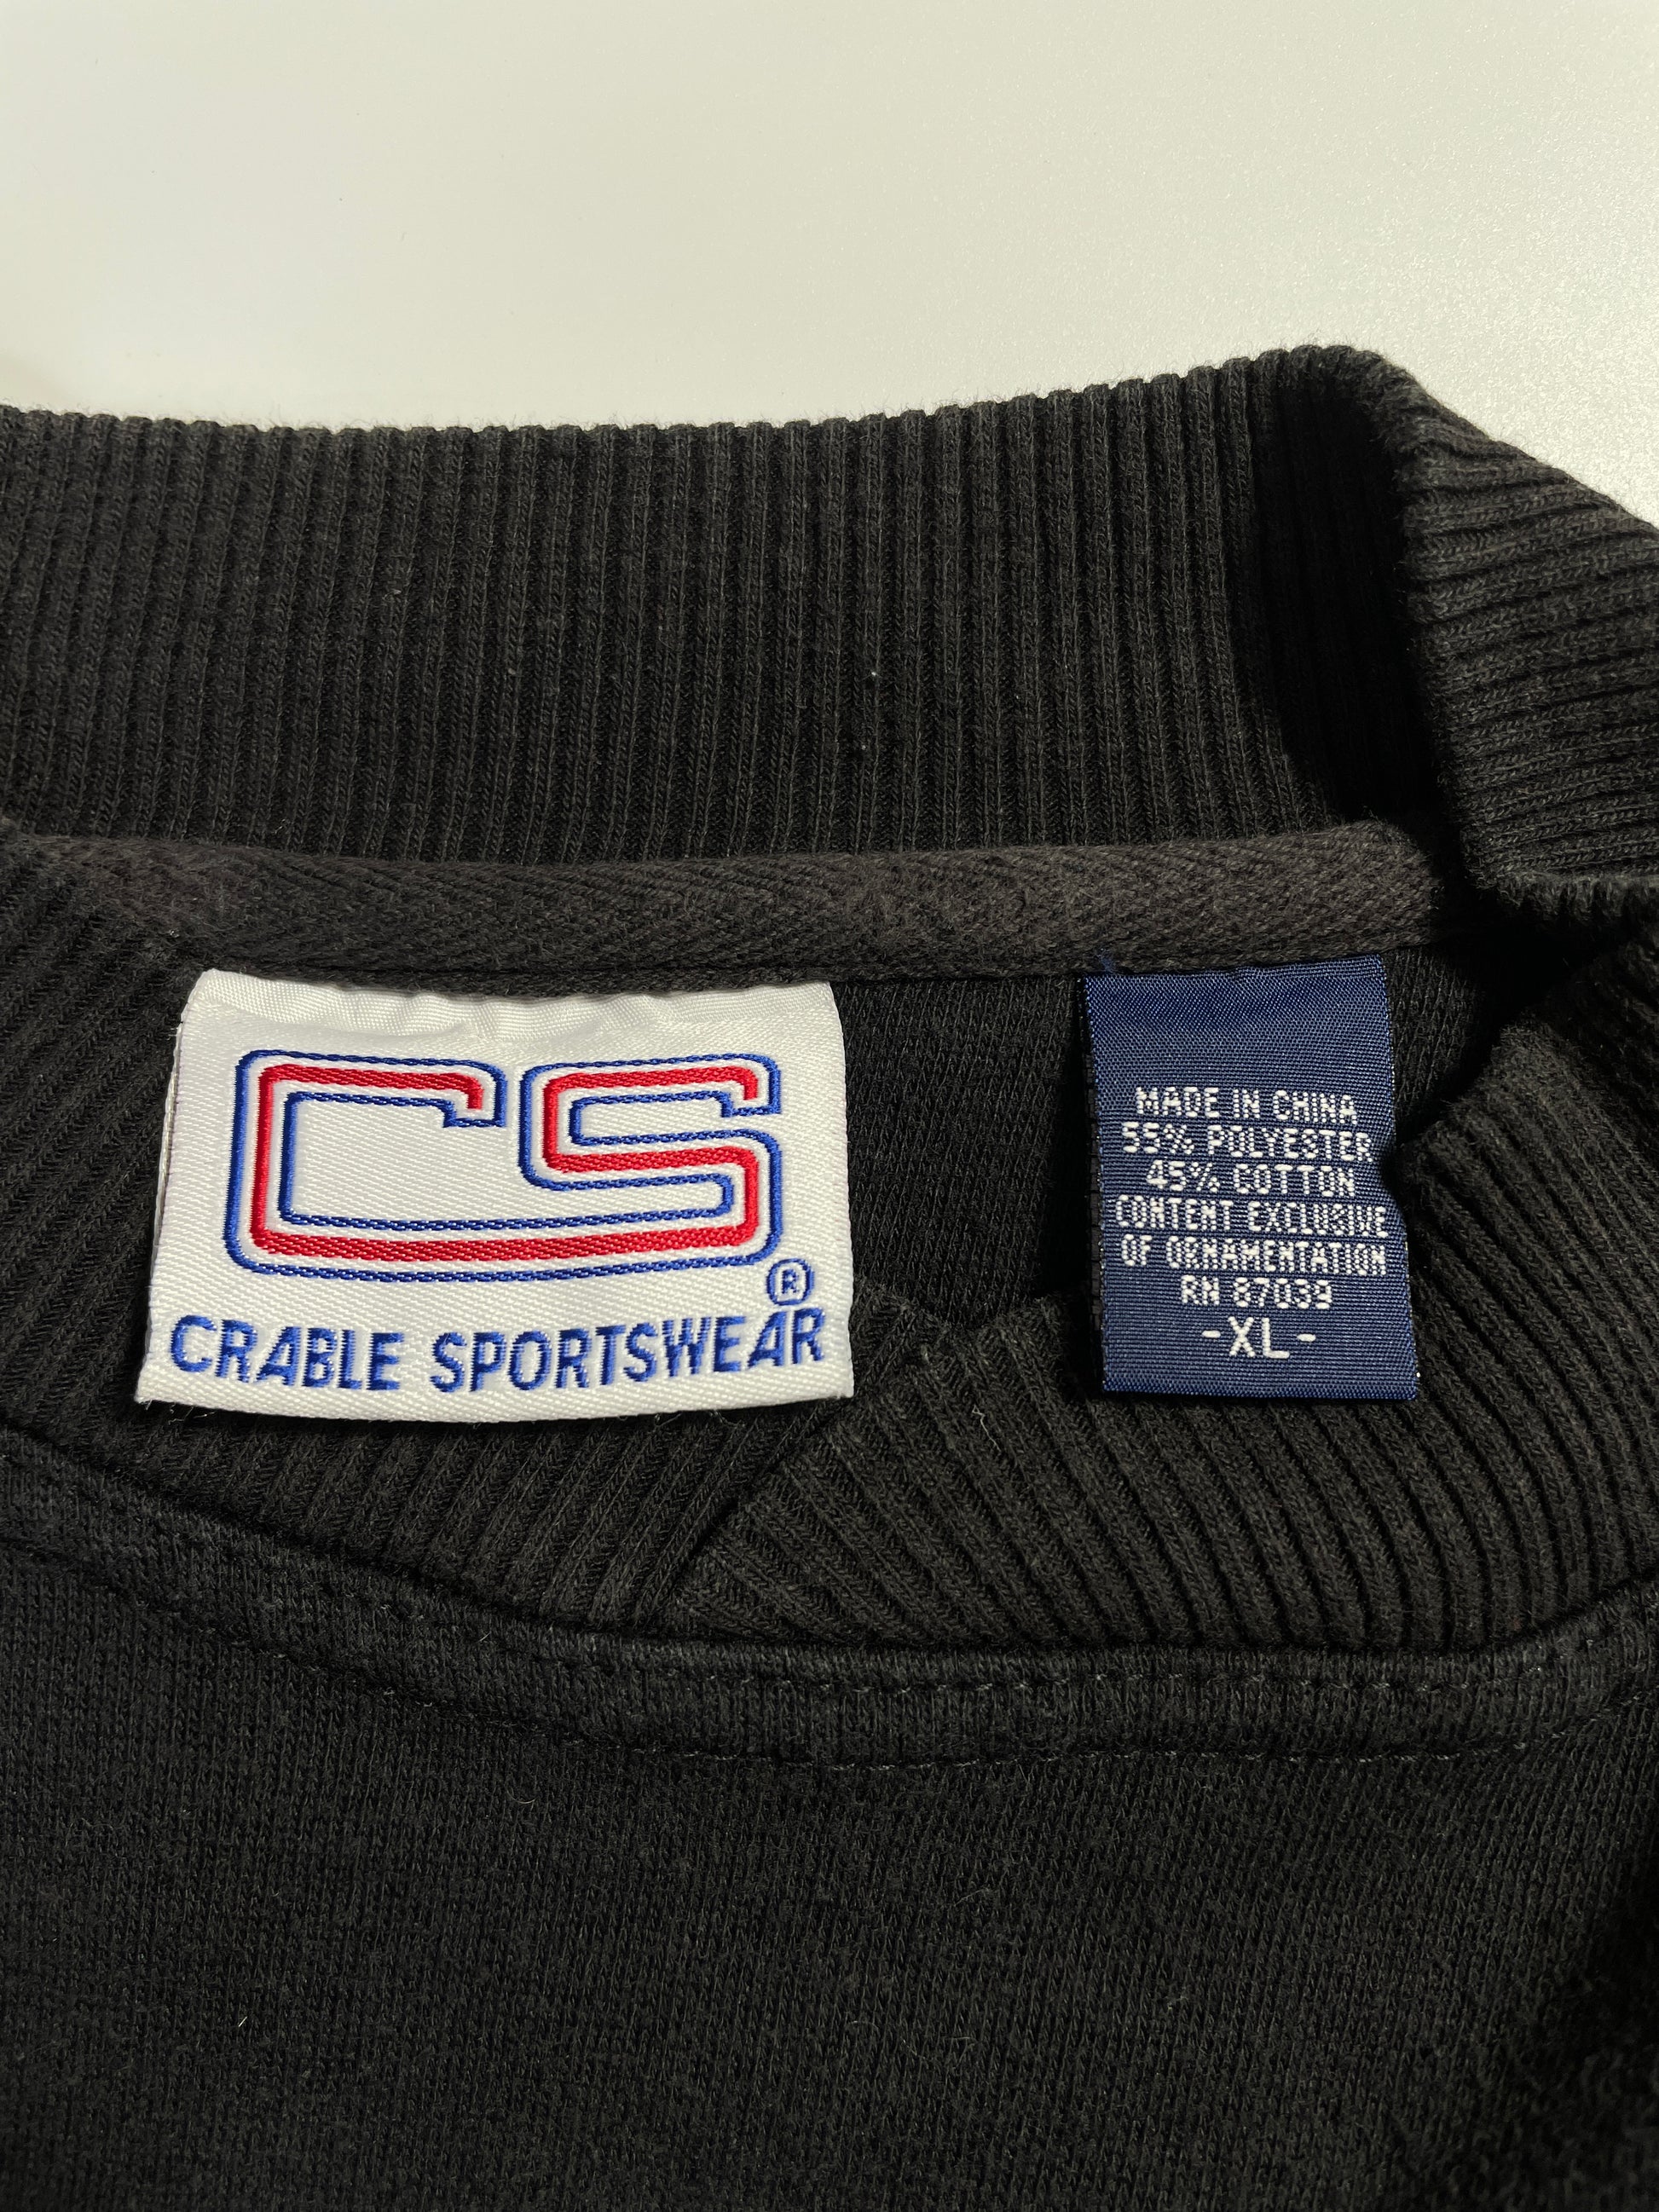 CS®
CRABLE SPORTSWEAR
MADE IN CHINA
55% POLYESTER
45% COTTON
CONTENT EXCLUSIVE
OF ORNAMENTATION
RN 87039
-XL-